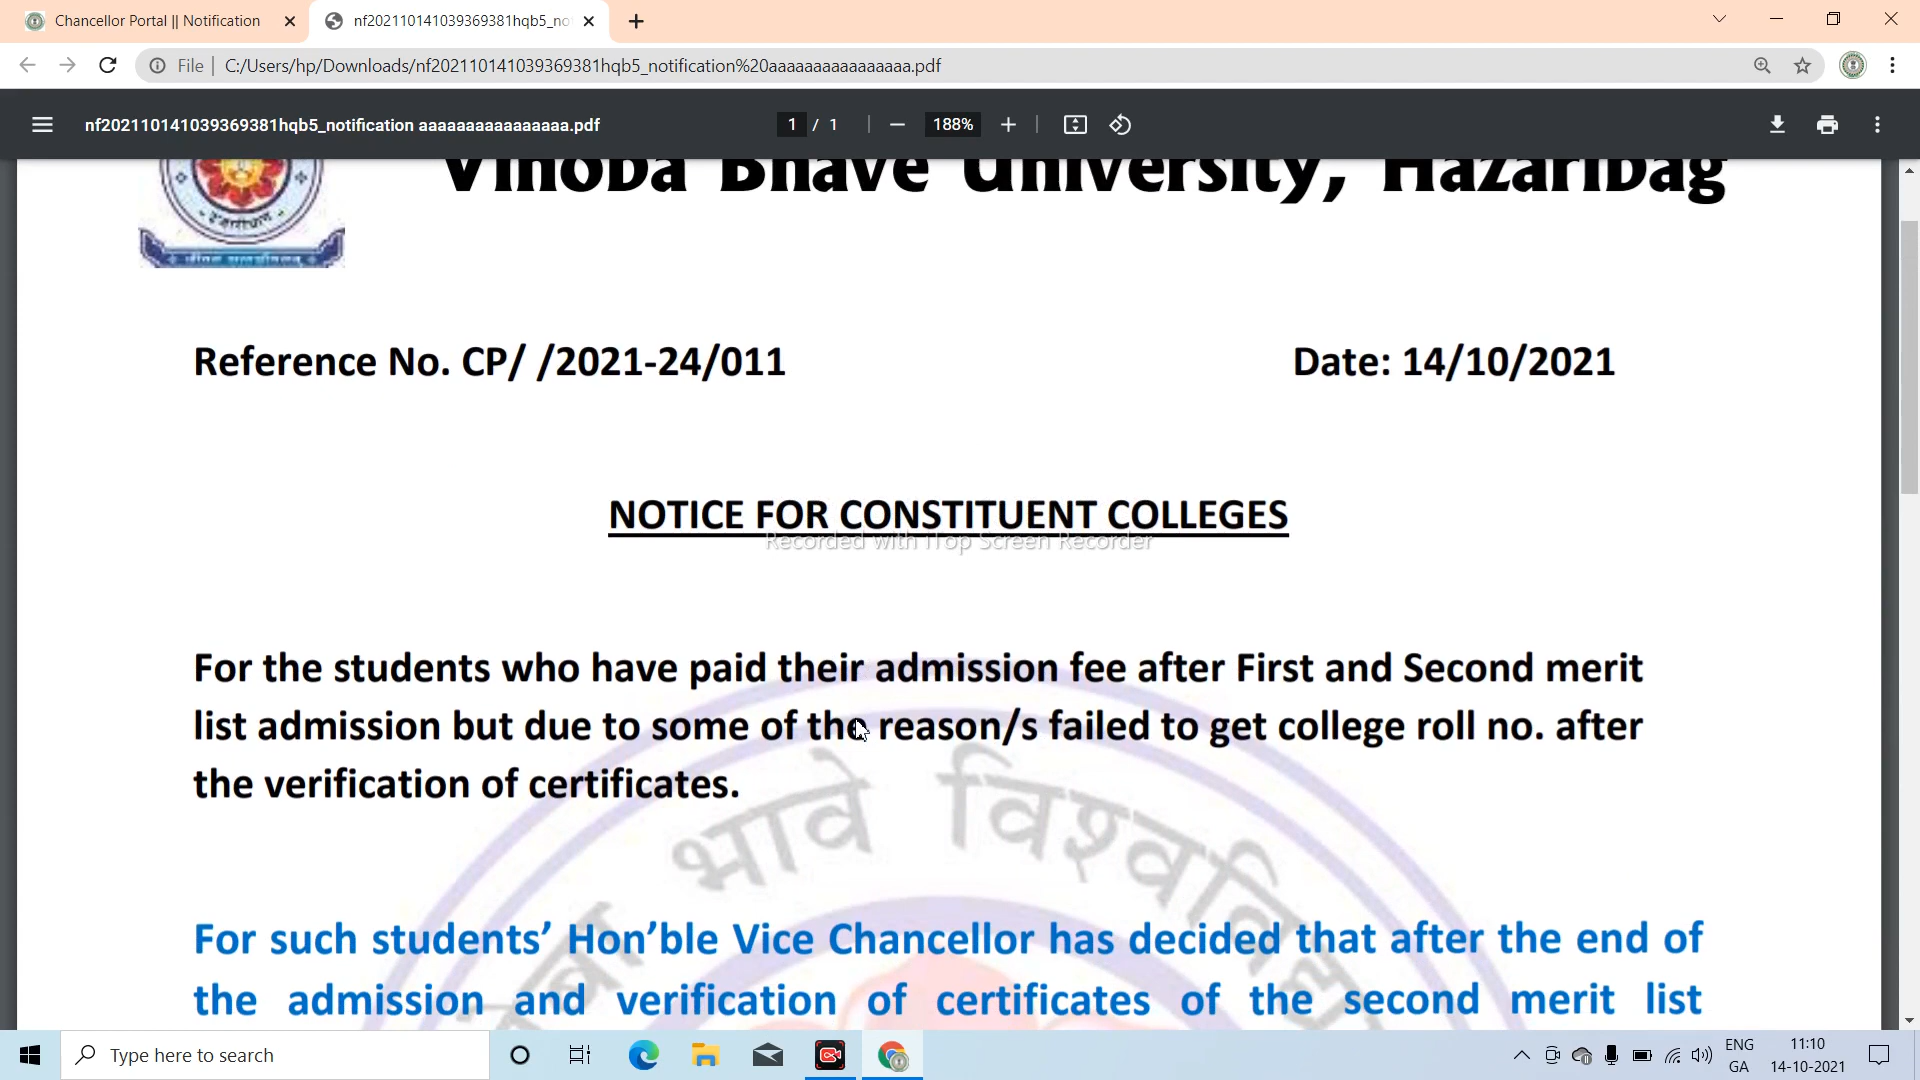 Chancellor Portal || Notification
nf202110141039369381hqb5_no
File | C:/Users/hp/Downloads/nf202110141039369381hqb5_notification%20aaaaaaaaaaaaaaaa.pdf
nf202110141039369381hqb5_notification aaaaaaaaaaaaaaaa.pdf
1 / 1
188%
Vinoba Bhave University, Hazaribag
Reference No. CP/ /2021-24/011
Date: 14/10/2021
NOTICE FOR CONSTITUENT COLLEGES
Recorded with iTop Screen Recorder
For the students who have paid their admission fee after First and Second merit
list admission but due to some of the reason/s failed to get college roll no. after
the verification of certificates.
भावे विश्ववि
For such students’ Hon’ble Vice Chancellor has decided that after the end of
the admission and verification of certificates of the second merit list
Type here to search
ENG
GA
11:10
14-10-2021